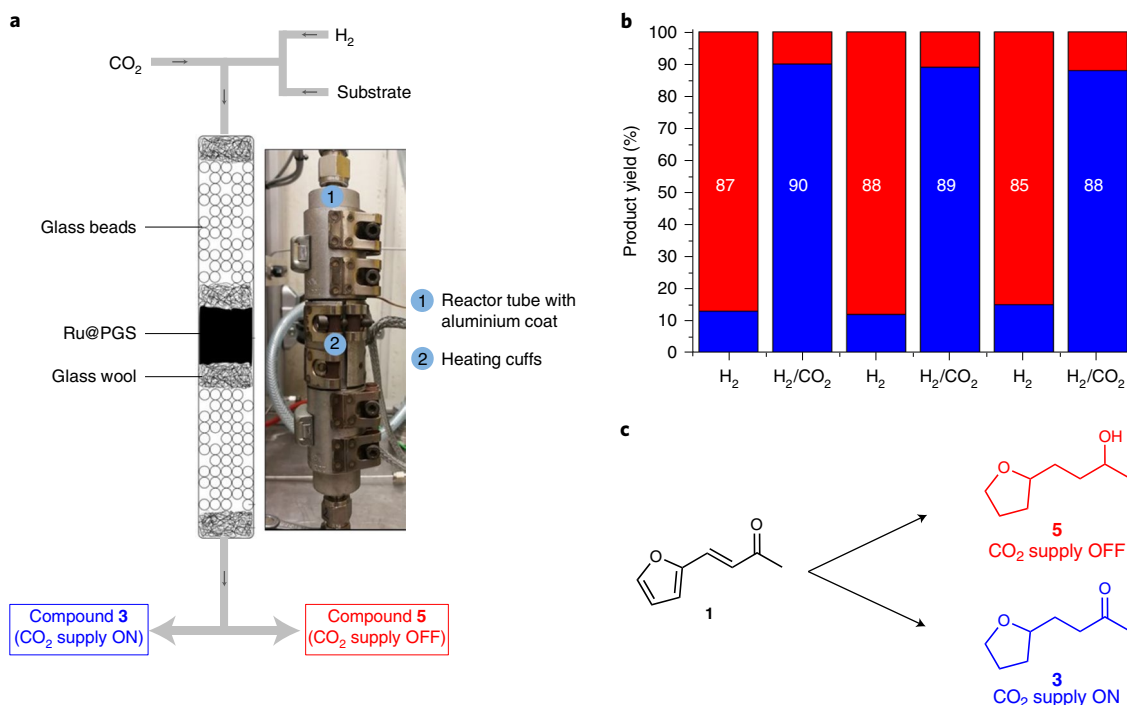 a
H₂
CO₂
Substrate
Glass beads
Ru@PGS
Glass wool
1
2
1 Reactor tube with
aluminium coat
2 Heating cuffs
Compound 3
(CO₂ supply ON)
Compound 5
(CO₂ supply OFF)
b
Product yield (%)
100
90
80
70
60
50
40
30
20
10
0
87
90
88
89
85
88
H₂
H₂/CO₂
H₂
H₂/CO₂
H₂
H₂/CO₂
c
O
O
1
OH
O
5
CO₂ supply OFF
O
O
3
CO₂ supply ON